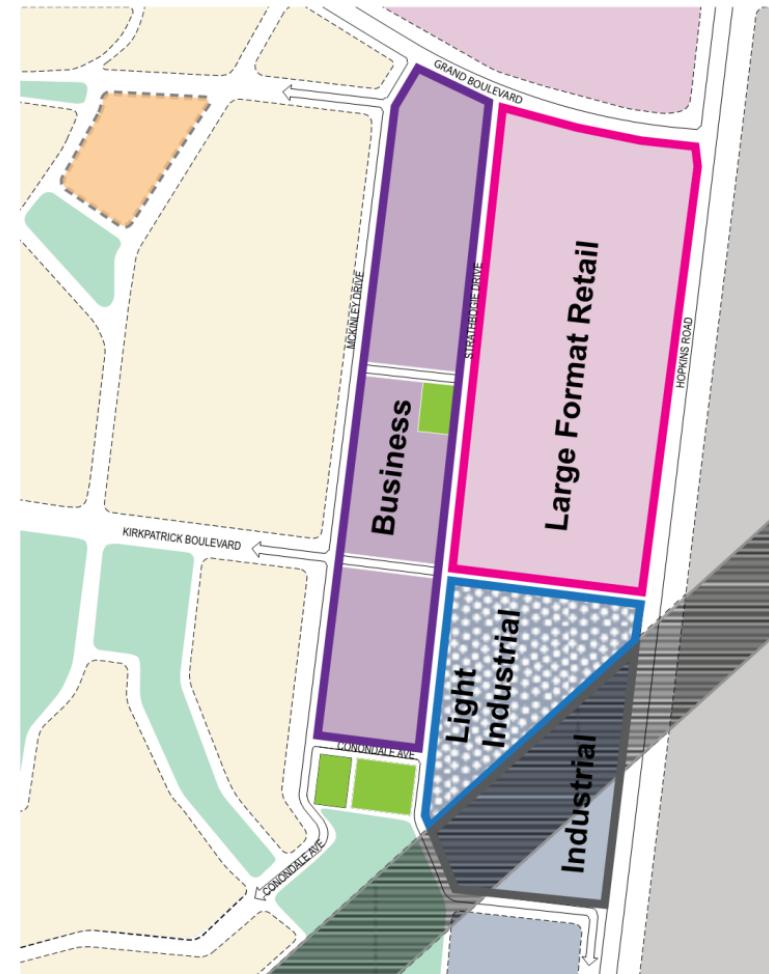 GRAND BOULEVARD
MCKINLEY DRIVE
STRATHBOGIE DRIVE
HOPKINS ROAD
Large Format Retail
Business
KIRKPATRICK BOULEVARD
Light
Industrial
CONONDALE AVE
Industrial
CONONDALE AVE